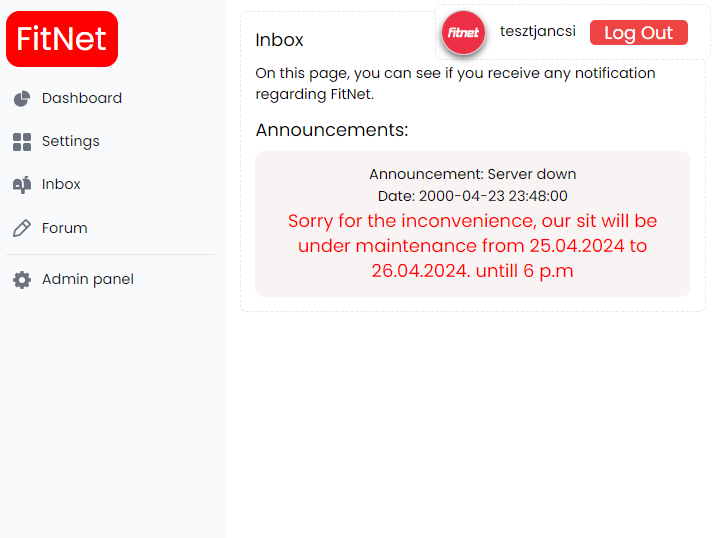 FitNet
Dashboard
Settings
Inbox
Forum
Admin panel
Fitnet
tesztjancsi
Log Out
Inbox
On this page, you can see if you receive any notification
regarding FitNet.
Announcements:
Announcement: Server down
Date: 2000-04-23 23:48:00
Sorry for the inconvenience, our sit will be
under maintenance from 25.04.2024 to
26.04.2024. untill 6 p.m